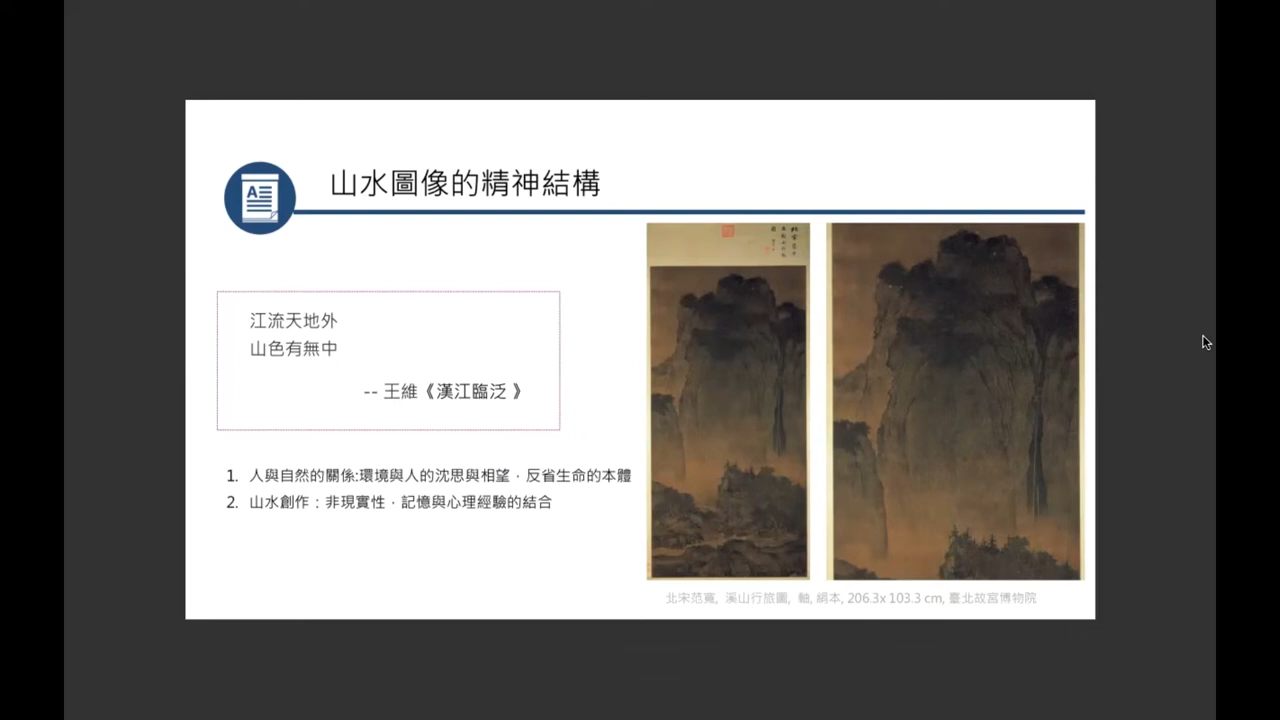 山水圖像的精神結構
江流天地外
山色有無中
-- 王維《漢江臨泛 》
1. 人與自然的關係:環境與人的沈思與相望，反省生命的本體
2. 山水創作：非現實性，記憶與心理經驗的結合
北宋范寬, 溪山行旅圖, 軸, 絹本, 206.3x 103.3 cm, 臺北故宮博物院
A